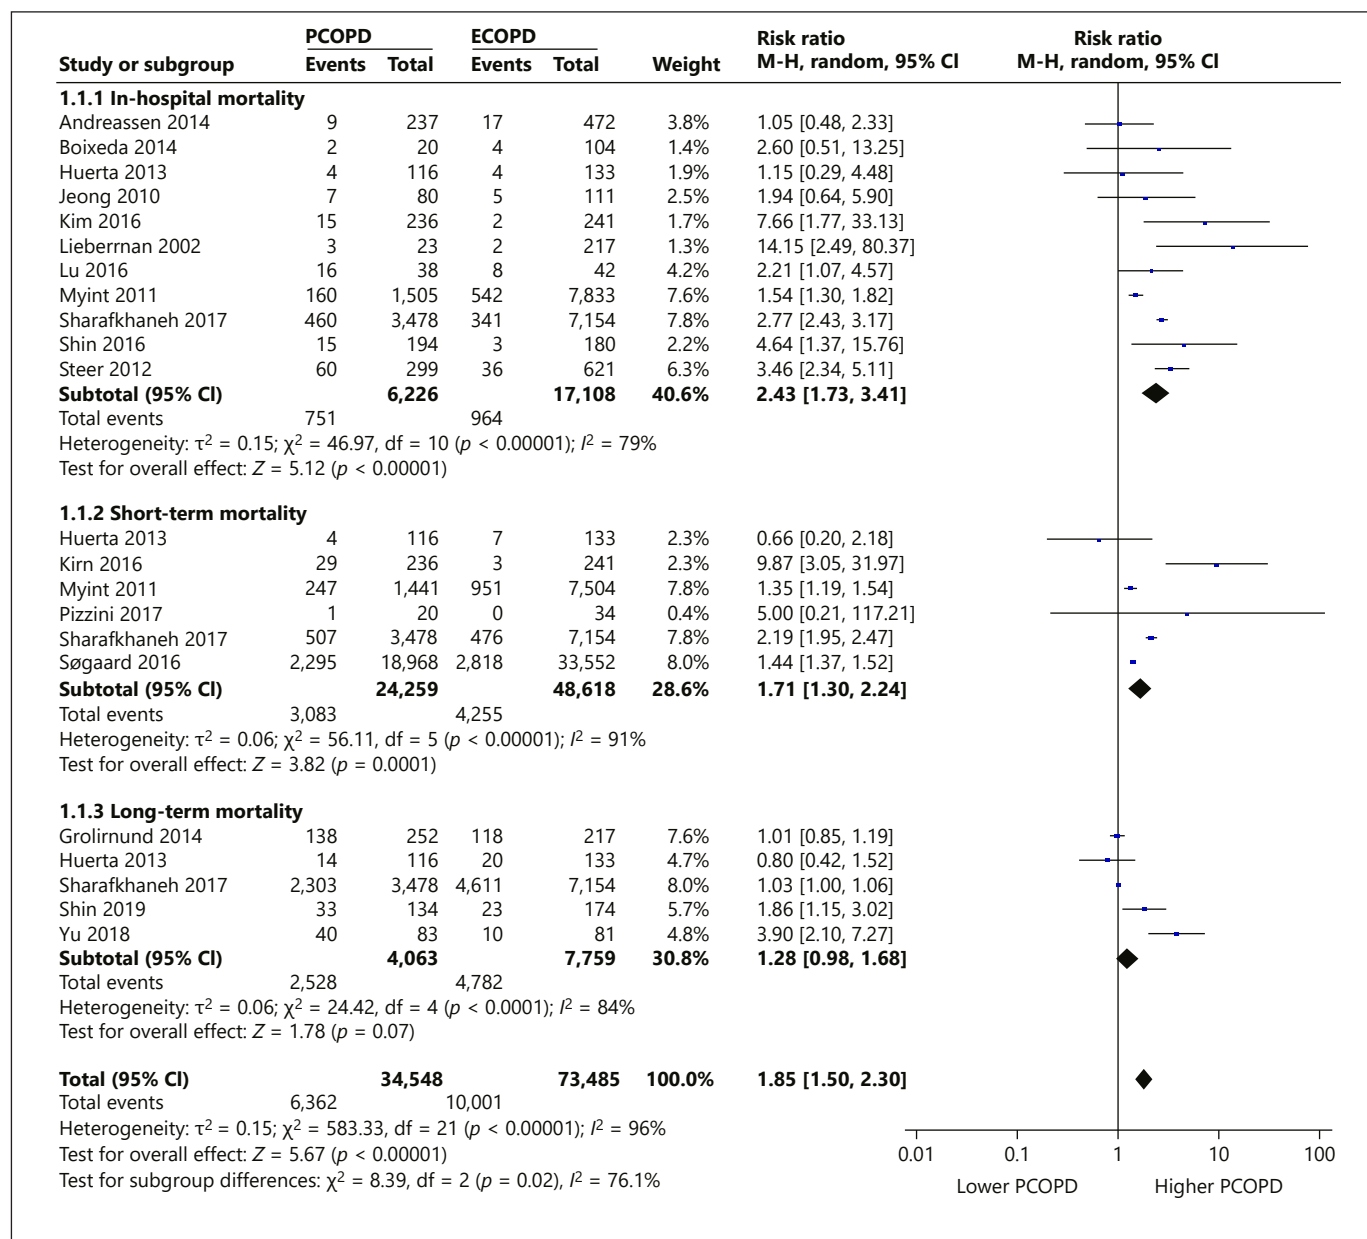 PCOPD ECOPD Risk ratio Risk ratio
Study or subgroup Events Total Events Total Weight M-H, random, 95% Cl M-H, random, 95% Cl
1.1.1 In-hospital mortality
Andreassen 2014 9 237 17 472 3.8% 1.05 [0.48, 2.33]
Boixeda 2014 2 20 4 104 1.4% 2.60 [0.51, 13.25]
Huerta 2013 4 116 4 133 1.9% 1.15 [0.29, 4.48]
Jeong 2010 7 80 5 111 2.5% 1.94 [0.64, 5.90]
Kim 2016 15 236 2 241 1.7% 7.66 [1.77, 33.13]
Lieberrnan 2002 3 23 2 217 1.3% 14.15 [2.49, 80.37]
Lu 2016 16 38 8 42 4.2% 2.21 [1.07, 4.57]
Myint 2011 160 1,505 542 7,833 7.6% 1.54 [1.30, 1.82]
Sharafkhaneh 2017 460 3,478 341 7,154 7.8% 2.77 [2.43, 3.17]
Shin 2016 15 194 3 180 2.2% 4.64 [1.37, 15.76]
Steer 2012 60 299 36 621 6.3% 3.46 [2.34, 5.11]
Subtotal (95% Cl) 6,226 17,108 40.6% 2.43 [1.73, 3.41]
Total events 751 964
Heterogeneity: τ² = 0.15; χ² = 46.97, df = 10 (p < 0.00001); I² = 79%
Test for overall effect: Z = 5.12 (p < 0.00001)
1.1.2 Short-term mortality
Huerta 2013 4 116 7 133 2.3% 0.66 [0.20, 2.18]
Kirn 2016 29 236 3 241 2.3% 9.87 [3.05, 31.97]
Myint 2011 247 1,441 951 7,504 7.8% 1.35 [1.19, 1.54]
Pizzini 2017 1 20 0 34 0.4% 5.00 [0.21, 117.21]
Sharafkhaneh 2017 507 3,478 476 7,154 7.8% 2.19 [1.95, 2.47]
Søgaard 2016 2,295 18,968 2,818 33,552 8.0% 1.44 [1.37, 1.52]
Subtotal (95% Cl) 24,259 48,618 28.6% 1.71 [1.30, 2.24]
Total events 3,083 4,255
Heterogeneity: τ² = 0.06; χ² = 56.11, df = 5 (p < 0.00001); I² = 91%
Test for overall effect: Z = 3.82 (p = 0.0001)
1.1.3 Long-term mortality
Grolirnund 2014 138 252 118 217 7.6% 1.01 [0.85, 1.19]
Huerta 2013 14 116 20 133 4.7% 0.80 [0.42, 1.52]
Sharafkhaneh 2017 2,303 3,478 4,611 7,154 8.0% 1.03 [1.00, 1.06]
Shin 2019 33 134 23 174 5.7% 1.86 [1.15, 3.02]
Yu 2018 40 83 10 81 4.8% 3.90 [2.10, 7.27]
Subtotal (95% Cl) 4,063 7,759 30.8% 1.28 [0.98, 1.68]
Total events 2,528 4,782
Heterogeneity: τ² = 0.06; χ² = 24.42, df = 4 (p < 0.0001); I² = 84%
Test for overall effect: Z = 1.78 (p = 0.07)
Total (95% Cl) 34,548 73,485 100.0% 1.85 [1.50, 2.30]
Total events 6,362 10,001
Heterogeneity: τ² = 0.15; χ² = 583.33, df = 21 (p < 0.00001); I² = 96%
Test for overall effect: Z = 5.67 (p < 0.00001)
Test for subgroup differences: χ² = 8.39, df = 2 (p = 0.02), I² = 76.1%
0.01 0.1 1 10 100
Lower PCOPD Higher PCOPD